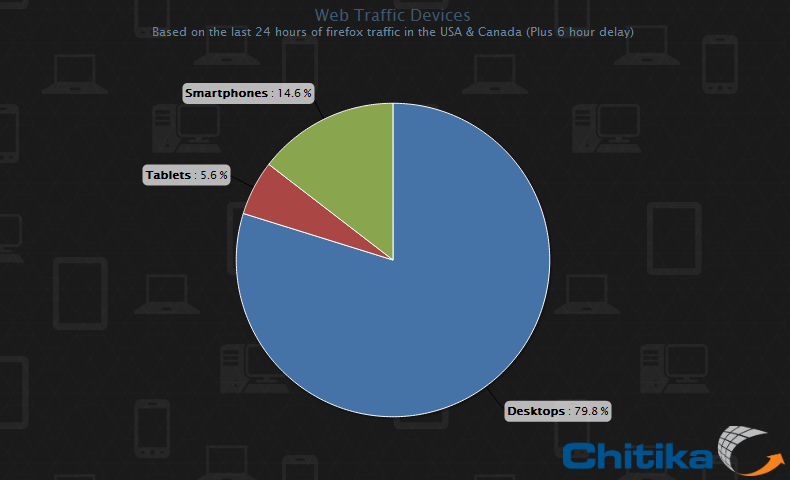 Web Traffic Devices
Based on the last 24 hours of firefox traffic in the USA & Canada (Plus 6 hour delay)
Smartphones : 14.6 %
Tablets : 5.6 %
Desktops : 79.8 %
Chitika